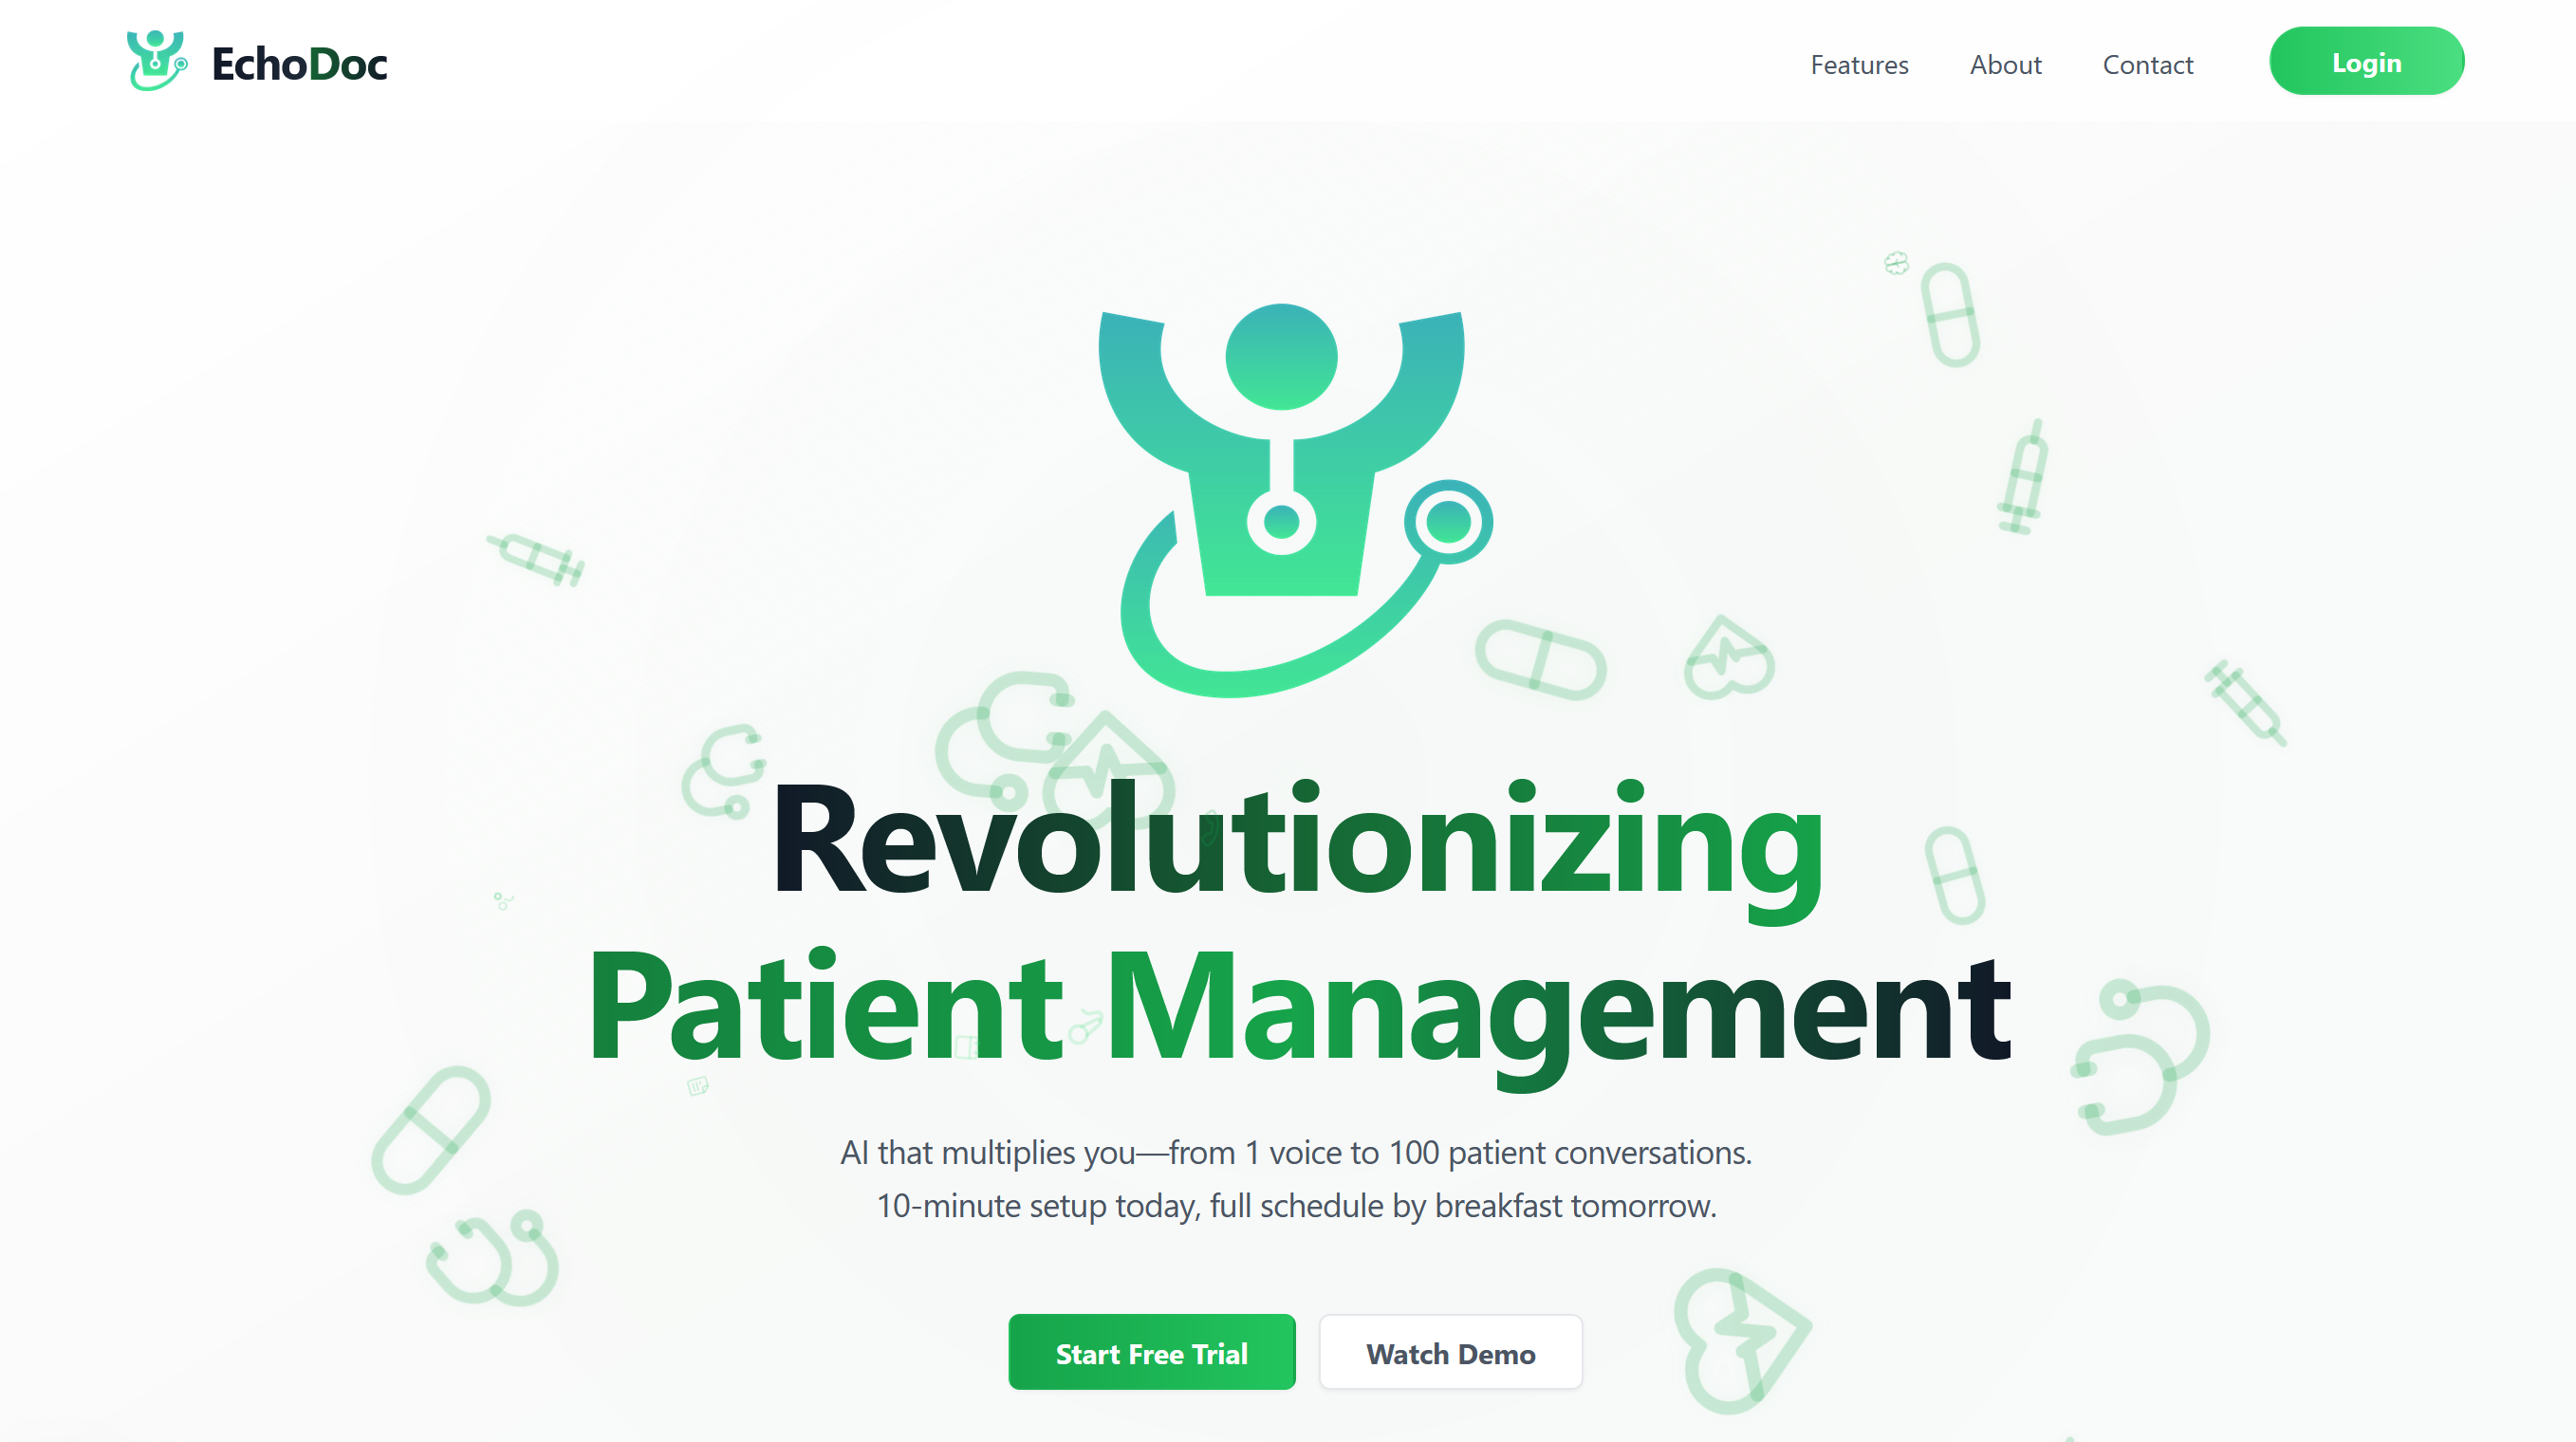 EchoDoc
Features
About
Contact
Login
Revolutionizing
Patient Management
AI that multiplies you—from 1 voice to 100 patient conversations.
10-minute setup today, full schedule by breakfast tomorrow.
Start Free Trial
Watch Demo